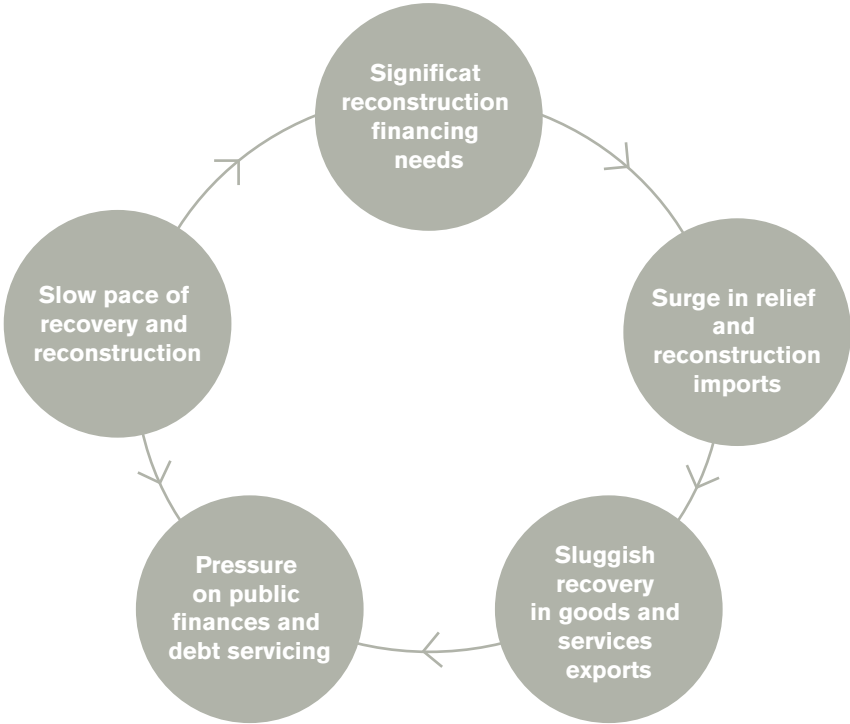 Significat
reconstruction
financing
needs
Surge in relief
and
reconstruction
imports
Sluggish
recovery
in goods and
services
exports
Pressure
on public
finances and
debt servicing
Slow pace of
recovery and
reconstruction